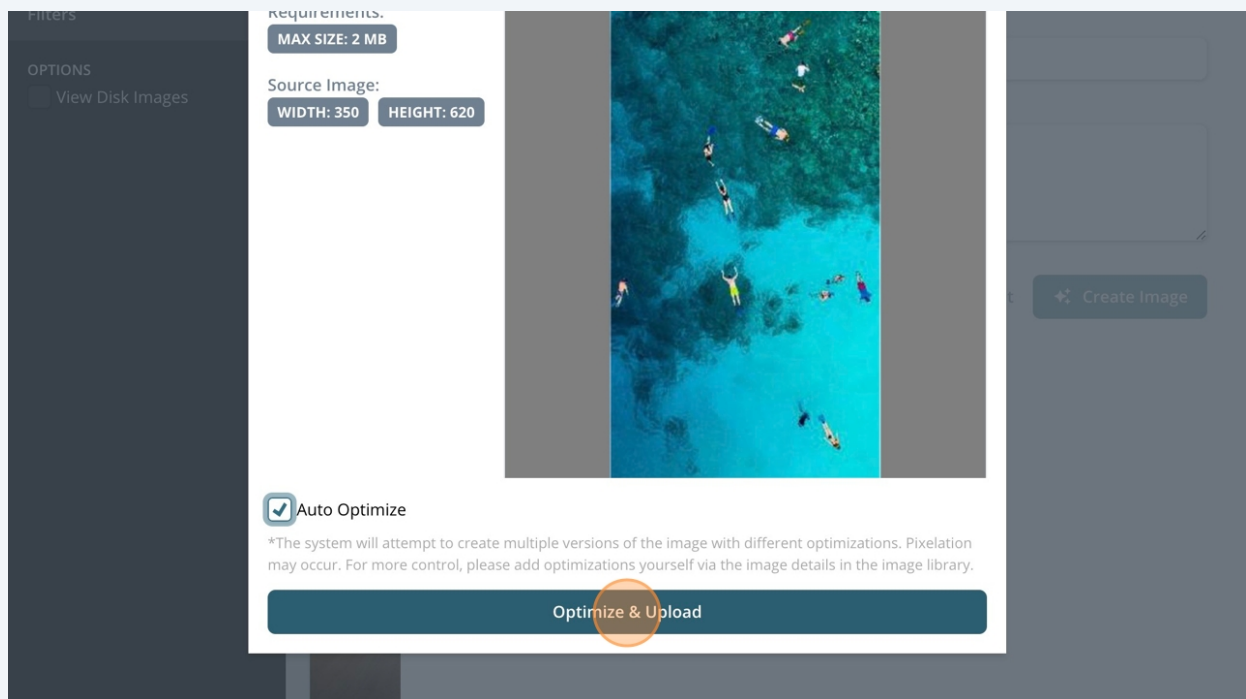 Filters
OPTIONS
View Disk Images
Requirements:
MAX SIZE: 2 MB
Source Image:
WIDTH: 350 HEIGHT: 620
Create Image
Auto Optimize
*The system will attempt to create multiple versions of the image with different optimizations. Pixelation
may occur. For more control, please add optimizations yourself via the image details in the image library.
Optimize & Upload